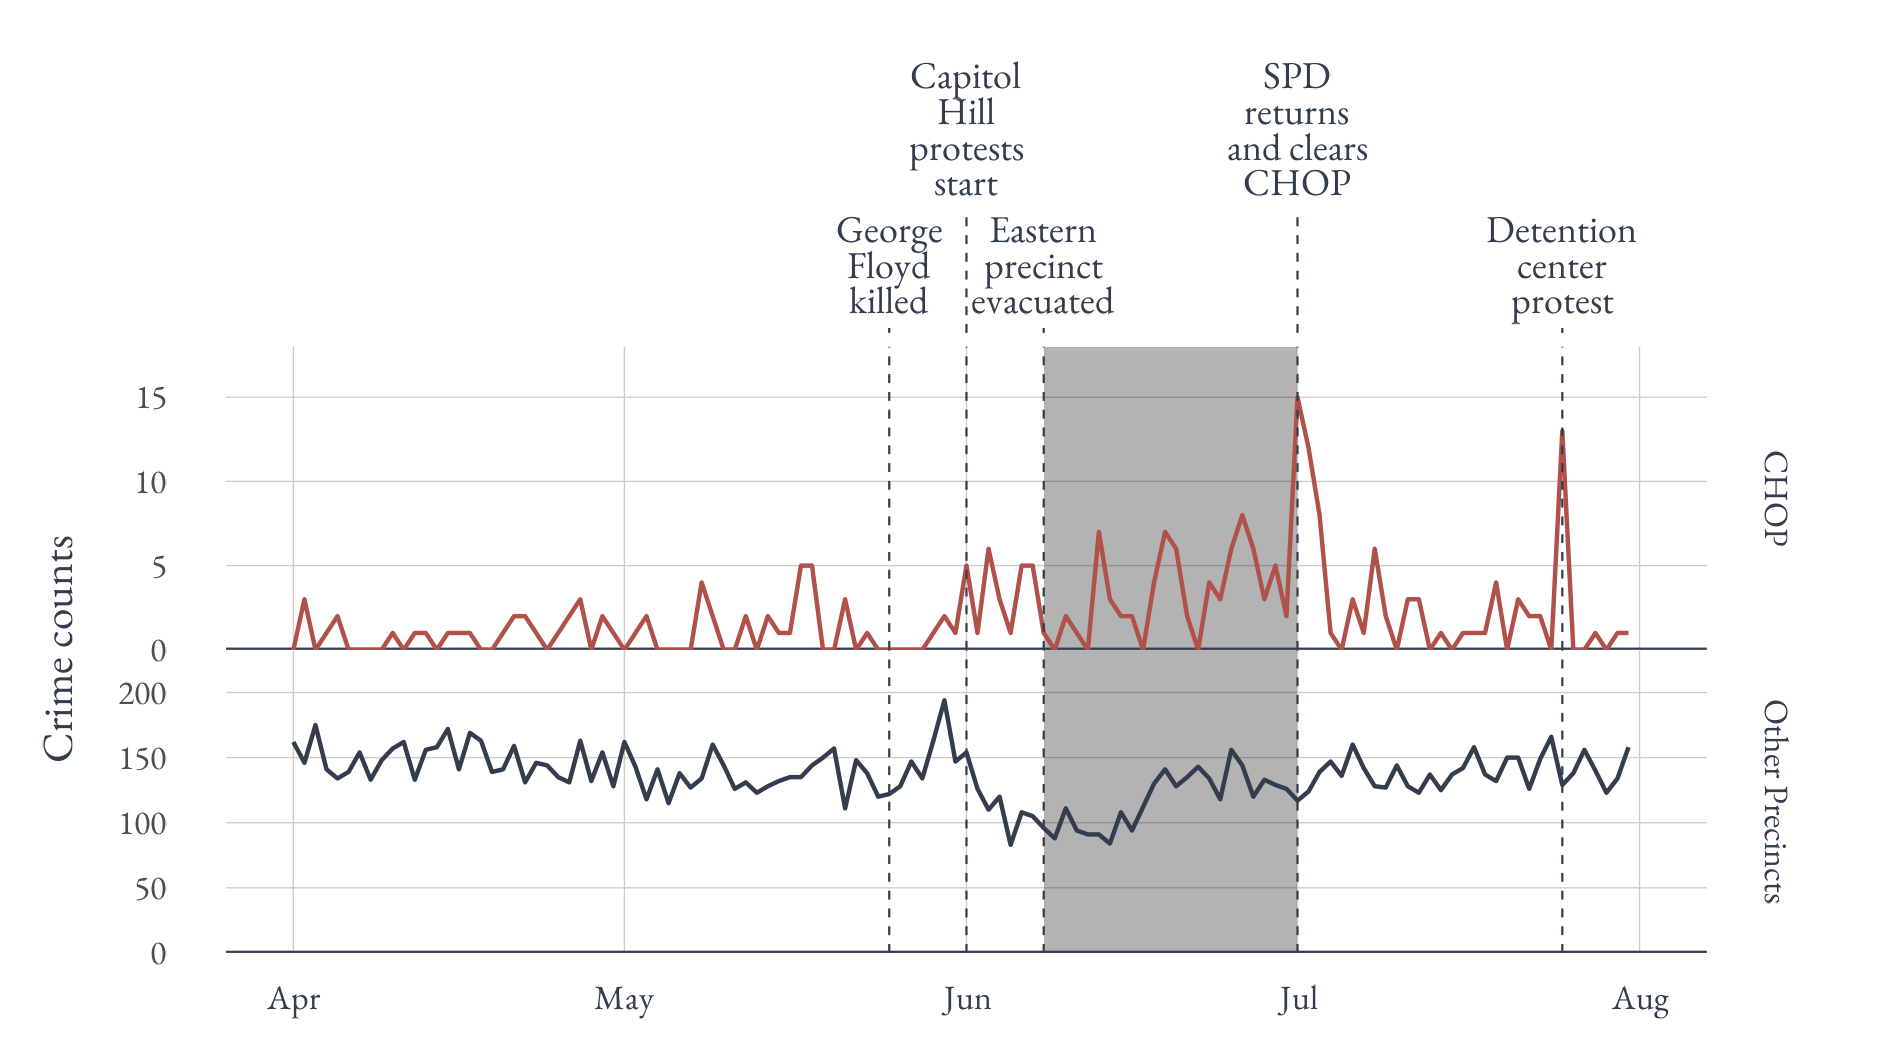 Capitol
Hill
protests
start
SPD
returns
and clears
CHOP
George
Floyd
killed
Eastern
precinct
evacuated
Detention
center
protest
Crime counts
15
10
5
0
CHOP
200
150
100
50
0
Other Precincts
Apr
May
Jun
Jul
Aug